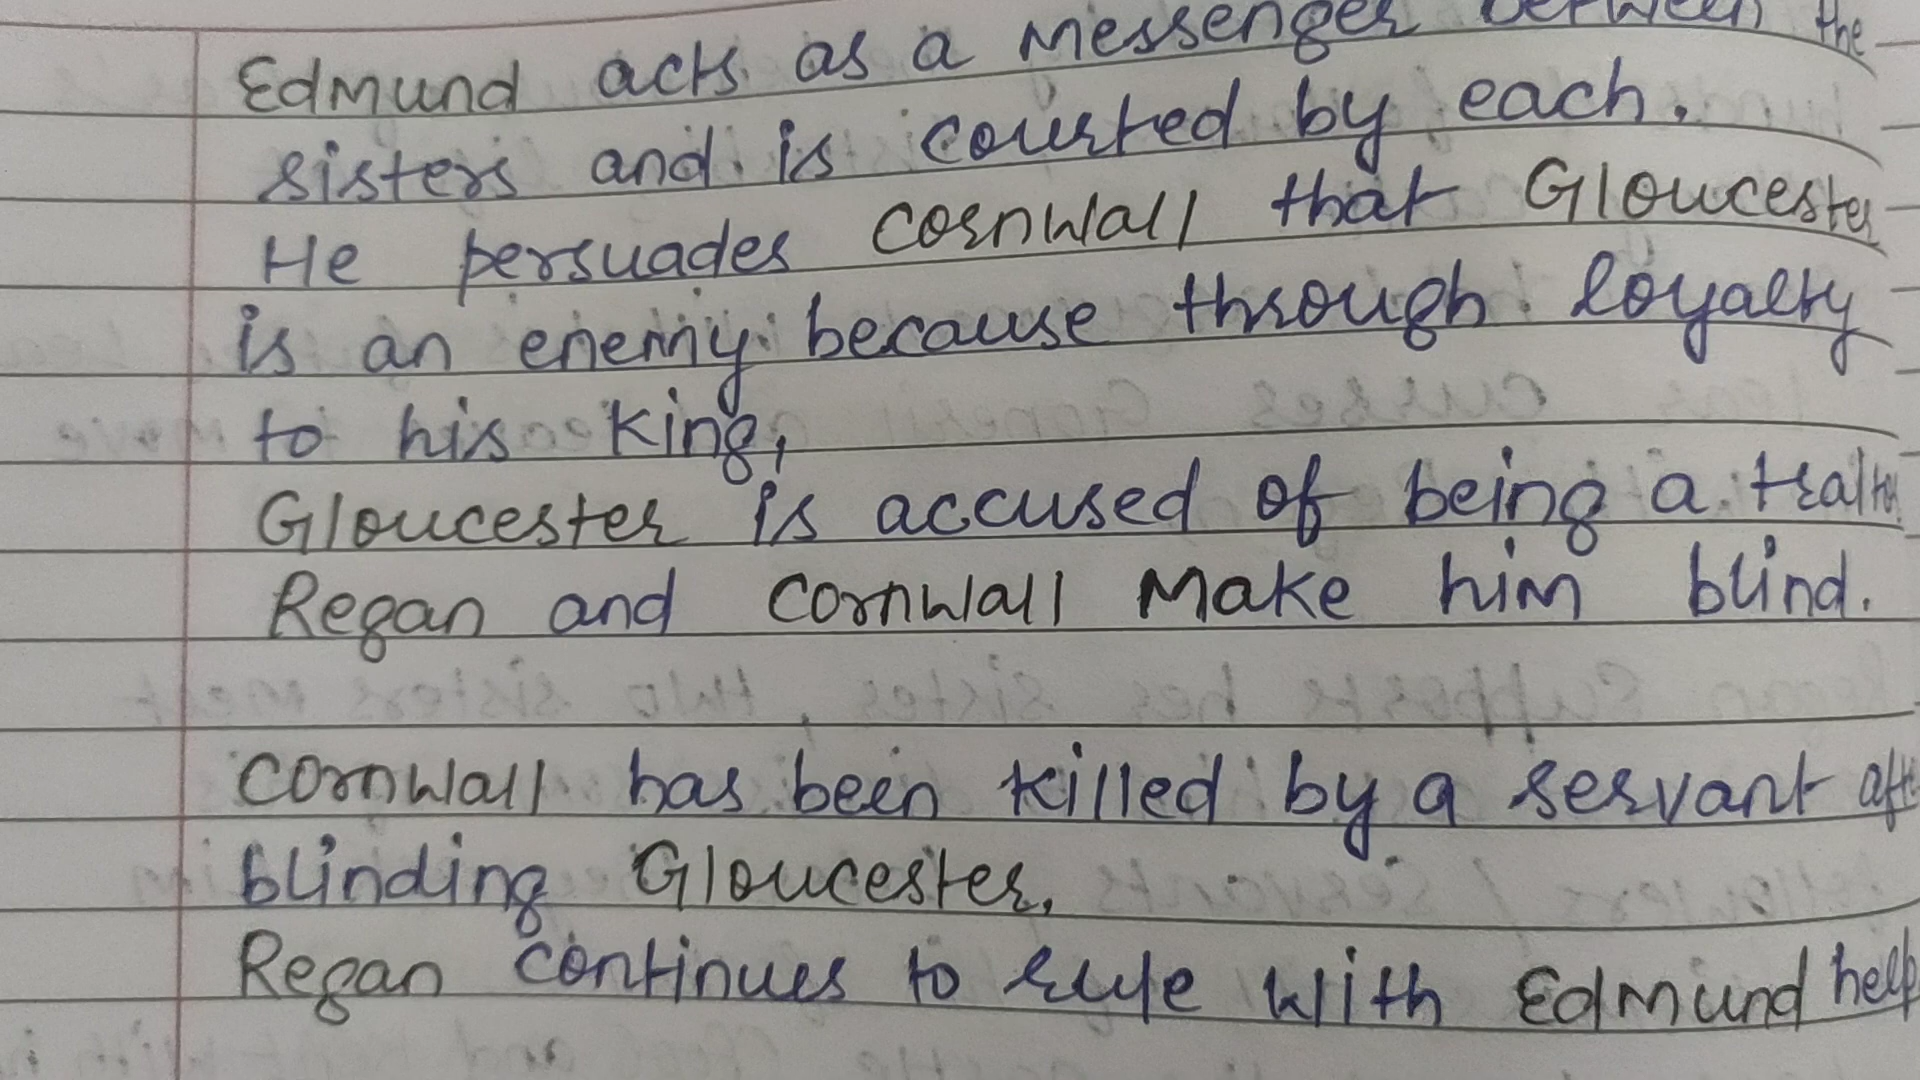 Edmund acts as a messenger between the
sisters and is courted by each.
He persuades Cornwall that Gloucester
is an enemy because through loyalty
to his king,
Gloucester is accused of being a
Regan and Cornwall make him blind.
Cornwall has been killed by a servant
blinding Gloucester.
Regan continues to rule with Edmund help